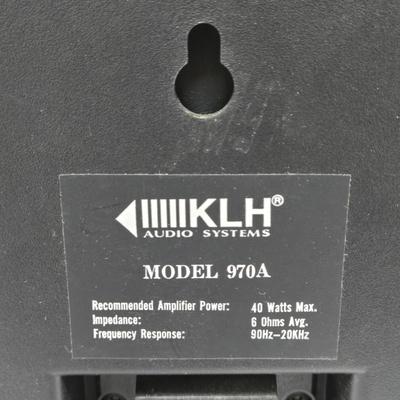 KLH®
AUDIO SYSTEMS
MODEL 970A
Recommended Amplifier Power: 40 Watts Max.
Impedance: 6 Ohms Avg.
Frequency Response: 90Hz-20KHz